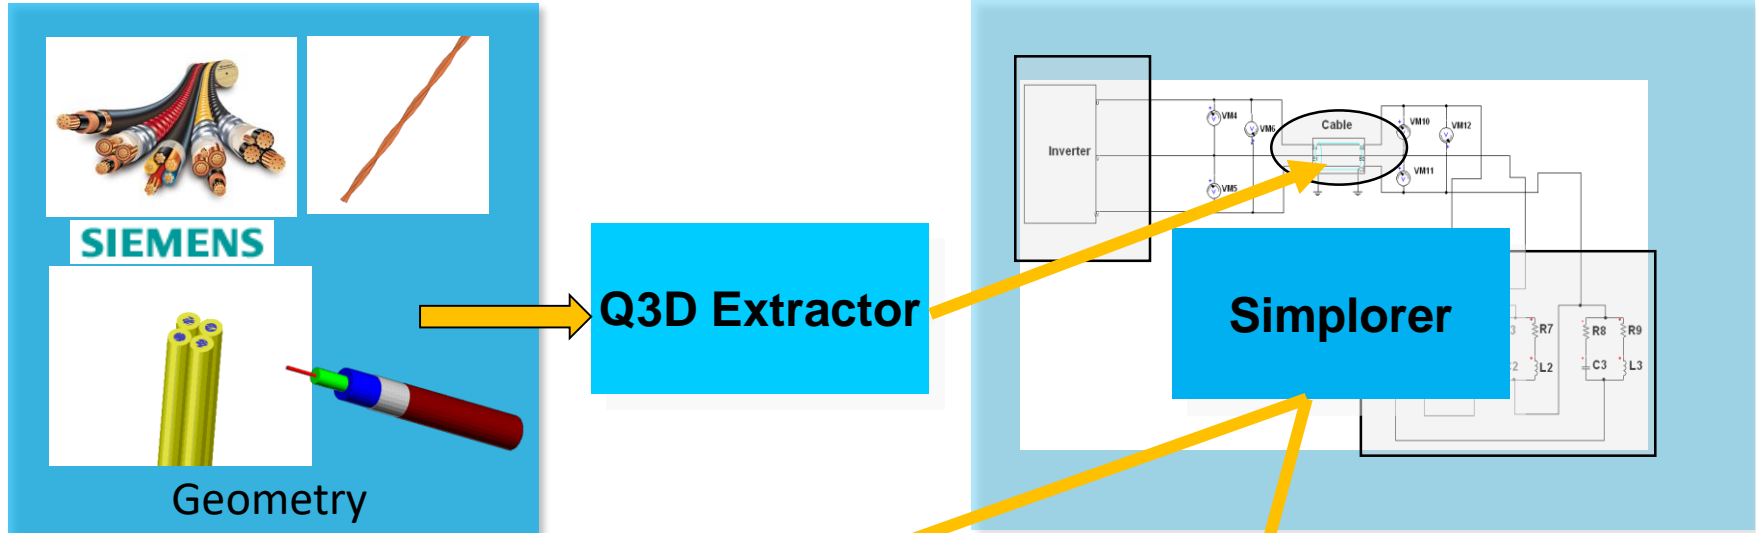 SIEMENS
Geometry
Q3D Extractor
Inverter
VM4
VM6
VM5
Cable
VM10
VM12
VM11
Simplorer
R7
R8
R9
L2
C3
L3